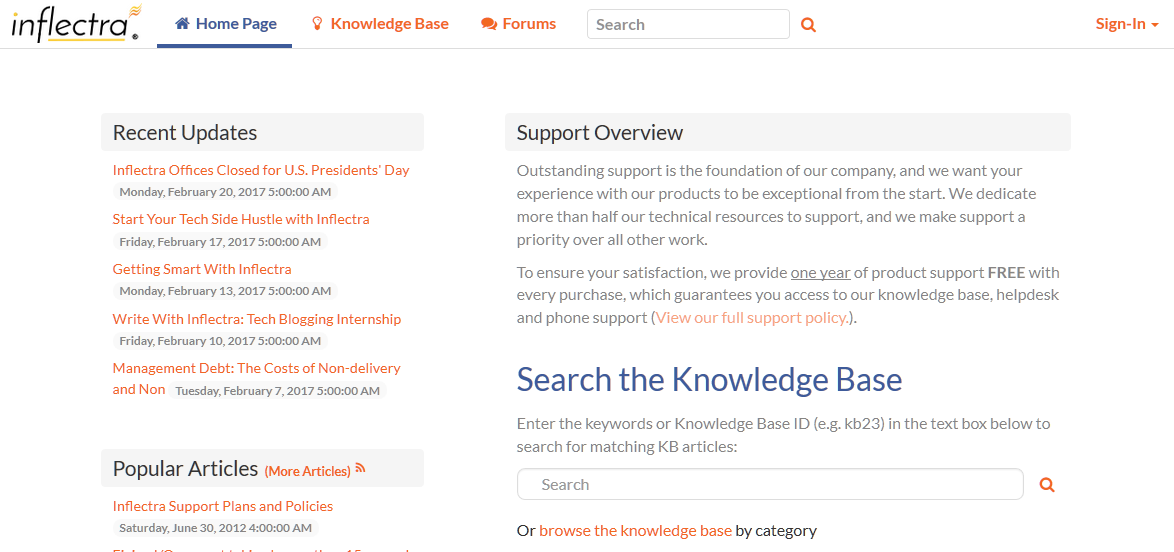 inflectra®
Home Page
Knowledge Base
Forums
Search
Sign-In
Recent Updates
Inflectra Offices Closed for U.S. Presidents' Day
Monday, February 20, 2017 5:00:00 AM
Start Your Tech Side Hustle with Inflectra
Friday, February 17, 2017 5:00:00 AM
Getting Smart With Inflectra
Monday, February 13, 2017 5:00:00 AM
Write With Inflectra: Tech Blogging Internship
Friday, February 10, 2017 5:00:00 AM
Management Debt: The Costs of Non-delivery
and Non Tuesday, February 7, 2017 5:00:00 AM
Popular Articles (More Articles)
Inflectra Support Plans and Policies
Saturday, June 30, 2012 4:00:00 AM
Support Overview
Outstanding support is the foundation of our company, and we want your
experience with our products to be exceptional from the start. We dedicate
more than half our technical resources to support, and we make support a
priority over all other work.
To ensure your satisfaction, we provide one year of product support FREE with
every purchase, which guarantees you access to our knowledge base, helpdesk
and phone support (View our full support policy.).
Search the Knowledge Base
Enter the keywords or Knowledge Base ID (e.g. kb23) in the text box below to
search for matching KB articles:
Search
Or browse the knowledge base by category